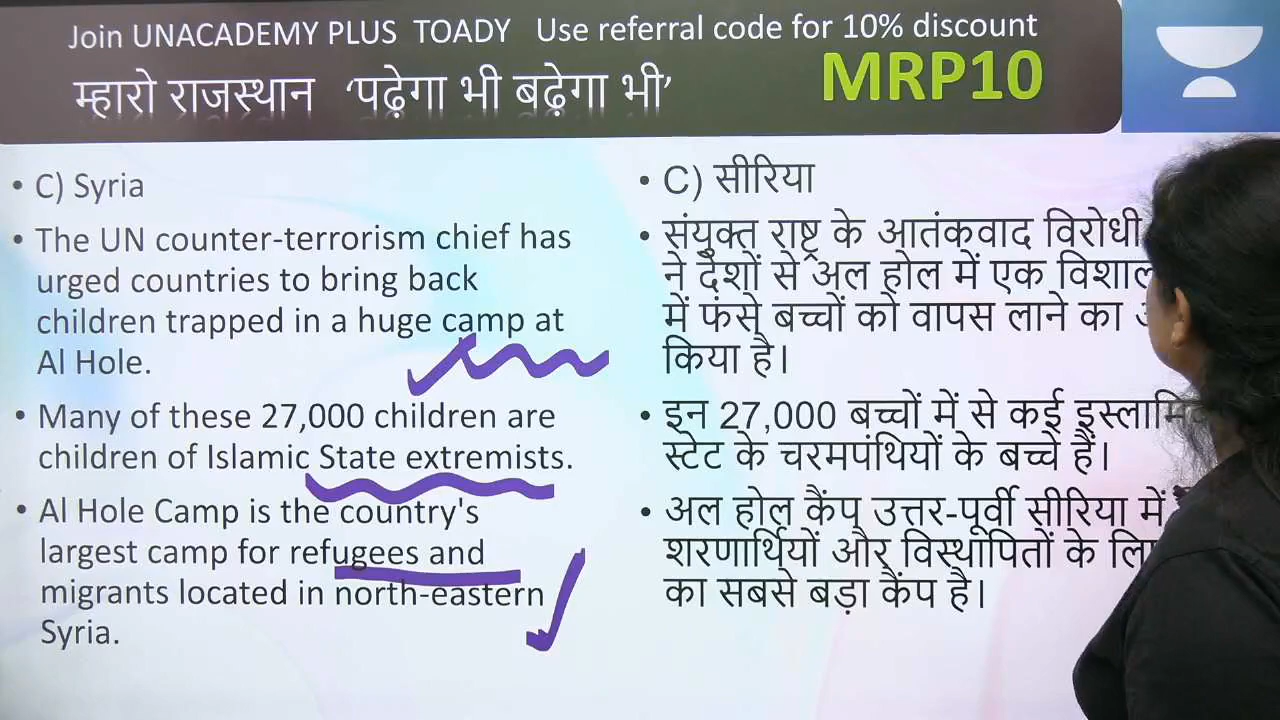 Join UNACADEMY PLUS TOADY Use referral code for 10% discount
म्हारो राजस्थान 'पढ़ेगा भी बढ़ेगा भी'
MRP10
• C) Syria
• The UN counter-terrorism chief has
urged countries to bring back
children trapped in a huge camp at
Al Hole.
• Many of these 27,000 children are
children of Islamic State extremists.
• Al Hole Camp is the country's
largest camp for refugees and
migrants located in north-eastern
Syria.
• C) सीरिया
• संयुक्त राष्ट्र के आतंकवाद विरोधी
ने देशों से अल होल में एक विशाल
में फंसे बच्चों को वापस लाने का
किया है।
• इन 27,000 बच्चों में से कई
स्टेट के चरमपंथियों के बच्चे हैं।
• अल होल कैंप उत्तर-पूर्वी सीरिया में
शरणार्थियों और विस्थापितों के
का सबसे बड़ा कैंप है।